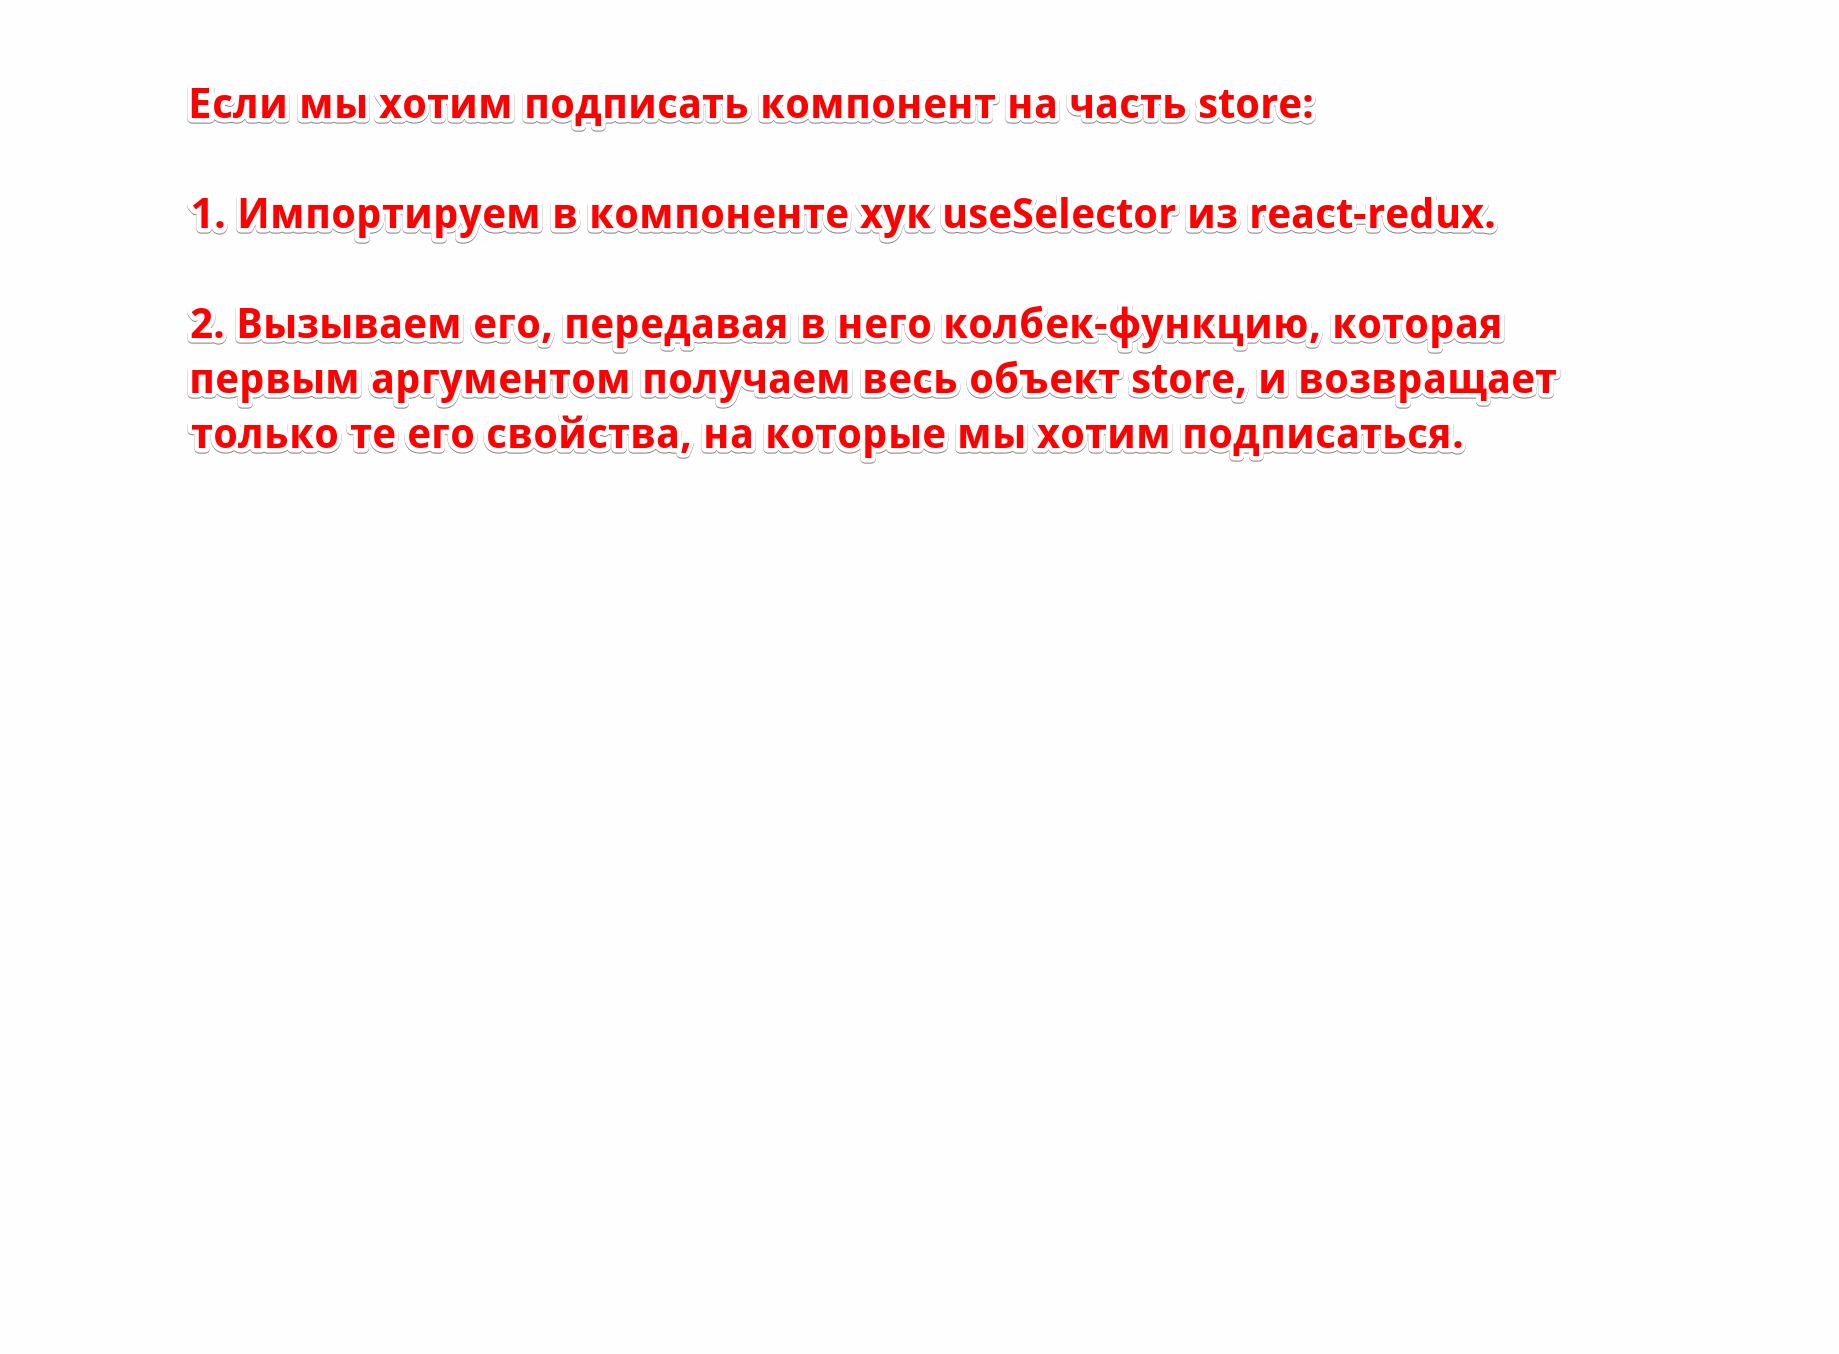 Если мы хотим подписать компонент на часть store:
1. Импортируем в компоненте хук useSelector из react-redux.
2. Вызываем его, передавая в него колбек-функцию, которая
первым аргументом получаем весь объект store, и возвращает
только те его свойства, на которые мы хотим подписаться.